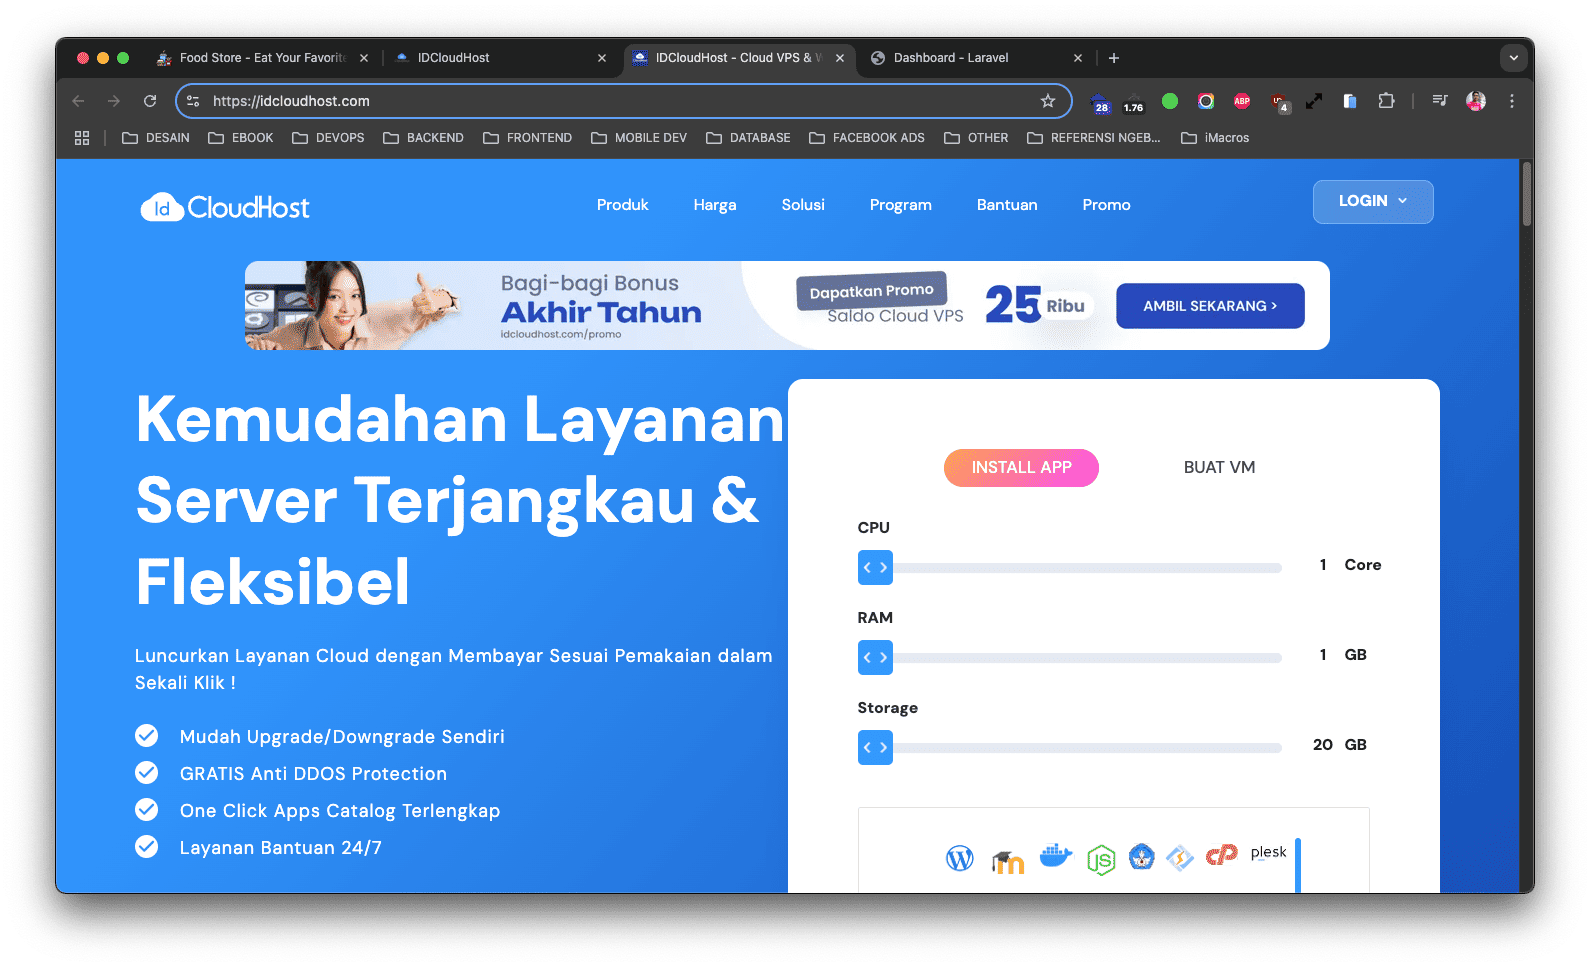 Food Store - Eat Your Favorite
IDCloudHost
IDCloudHost - Cloud VPS & W
Dashboard - Laravel
https://idcloudhost.com
28
1.76
ABP
4
DESAIN
EBOOK
DEVOPS
BACKEND
FRONTEND
MOBILE DEV
DATABASE
FACEBOOK ADS
OTHER
REFERENSI NGEB...
iMacros
Id CloudHost
Produk
Harga
Solusi
Program
Bantuan
Promo
LOGIN
Bagi-bagi Bonus
Akhir Tahun
idcloudhost.com/promo
Dapatkan Promo
Saldo Cloud VPS
25 Ribu
AMBIL SEKARANG >
Kemudahan Layanan
Server Terjangkau &
Fleksibel
Luncurkan Layanan Cloud dengan Membayar Sesuai Pemakaian dalam
Sekali Klik !
Mudah Upgrade/Downgrade Sendiri
GRATIS Anti DDOS Protection
One Click Apps Catalog Terlengkap
Layanan Bantuan 24/7
INSTALL APP
BUAT VM
CPU
1 Core
RAM
1 GB
Storage
20 GB
JS
cP
plesk